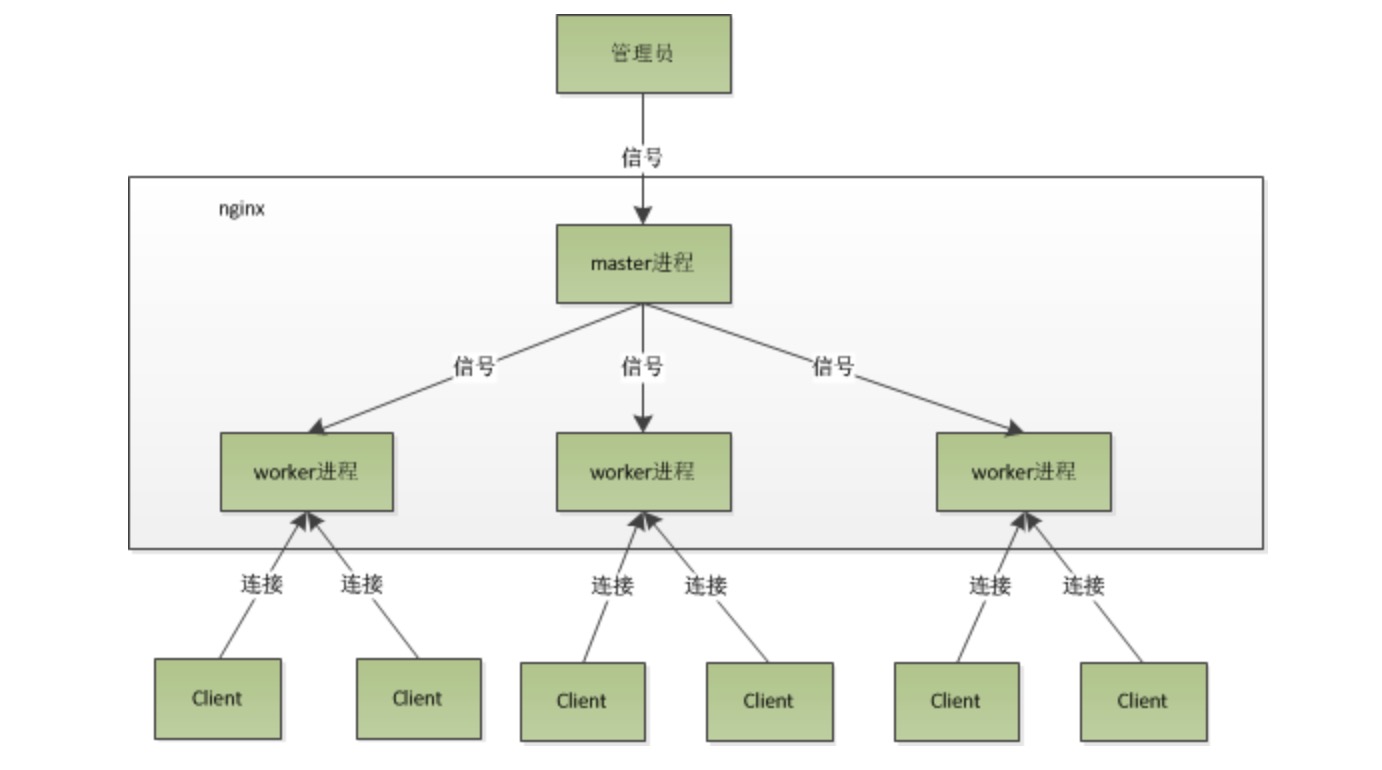 管理员
信号
nginx
master进程
信号
信号
信号
worker进程
worker进程
worker进程
连接
连接
连接
连接
连接
连接
Client
Client
Client
Client
Client
Client